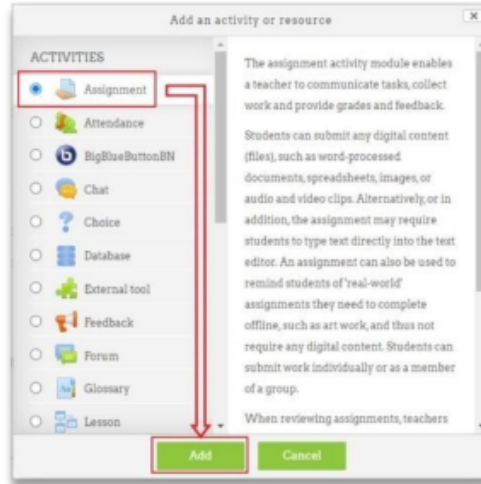 Add an activity or resource
x
ACTIVITIES
Assignment
Attendance
BigBlueButtonBN
Chat
Choice
Database
External tool
Feedback
Forum
Glossary
Lesson
The assignment activity module enables
a teacher to communicate tasks, collect
work and provide grades and feedback.
Students can submit any digital content
(files), such as word-processed
documents, spreadsheets, images, or
audio and video clips. Alternatively, or in
addition, the assignment may require
students to type text directly into the text
editor. An assignment can also be used to
remind students of 'real-world'
assignments they need to complete
offline, such as art work, and thus not
require any digital content. Students can
submit work individually or as a member
of a group.
When reviewing assignments, teachers
Add
Cancel